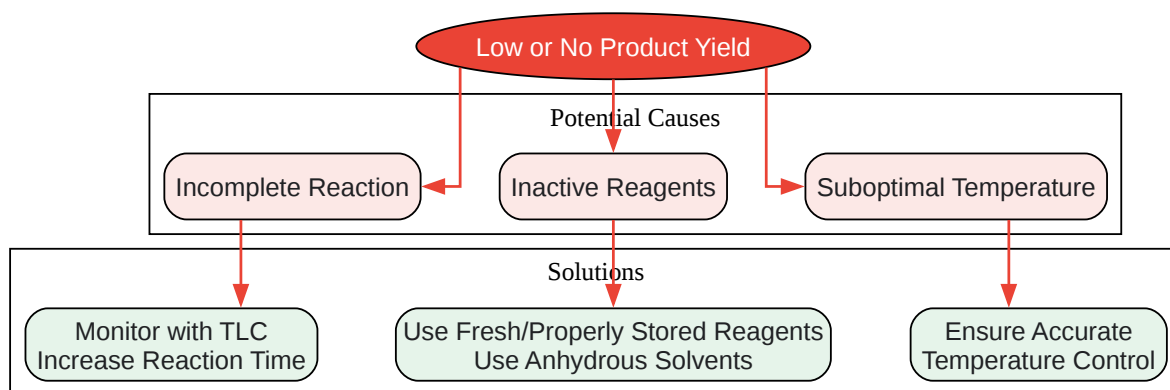 Low or No Product Yield
Potential Causes
Incomplete Reaction
Inactive Reagents
Suboptimal Temperature
Solutions
Monitor with TLC
Increase Reaction Time
Use Fresh/Properly Stored Reagents
Use Anhydrous Solvents
Ensure Accurate
Temperature Control